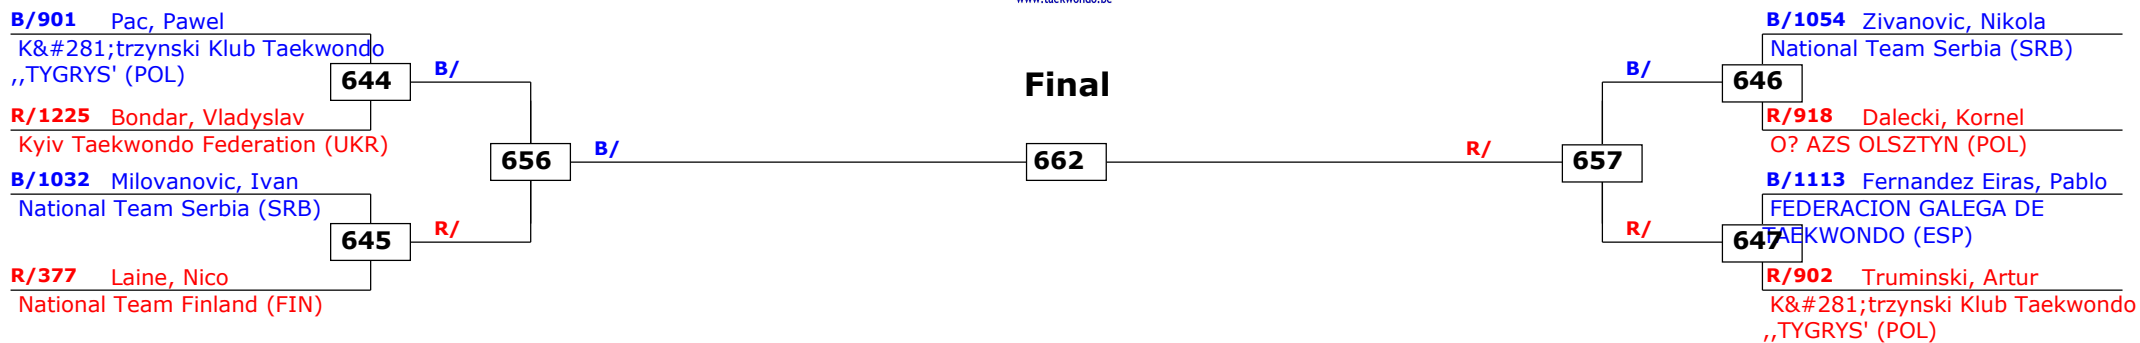 www.taekwondo.be
B/901 Pac, Pawel
K&#281;trzynski Klub Taekwondo
,,TYGRYS' (POL)
644
B/
R/1225 Bondar, Vladyslav
Kyiv Taekwondo Federation (UKR)
656
B/
B/1032 Milovanovic, Ivan
National Team Serbia (SRB)
645
R/
R/377 Laine, Nico
National Team Finland (FIN)
Final
662
B/1054 Zivanovic, Nikola
National Team Serbia (SRB)
B/
646
R/918 Dalecki, Kornel
O? AZS OLSZTYN (POL)
R/
657
B/1113 Fernandez Eiras, Pablo
FEDERACION GALEGA DE
TAEKWONDO (ESP)
R/
647
R/902 Truminski, Artur
K&#281;trzynski Klub Taekwondo
,,TYGRYS' (POL)